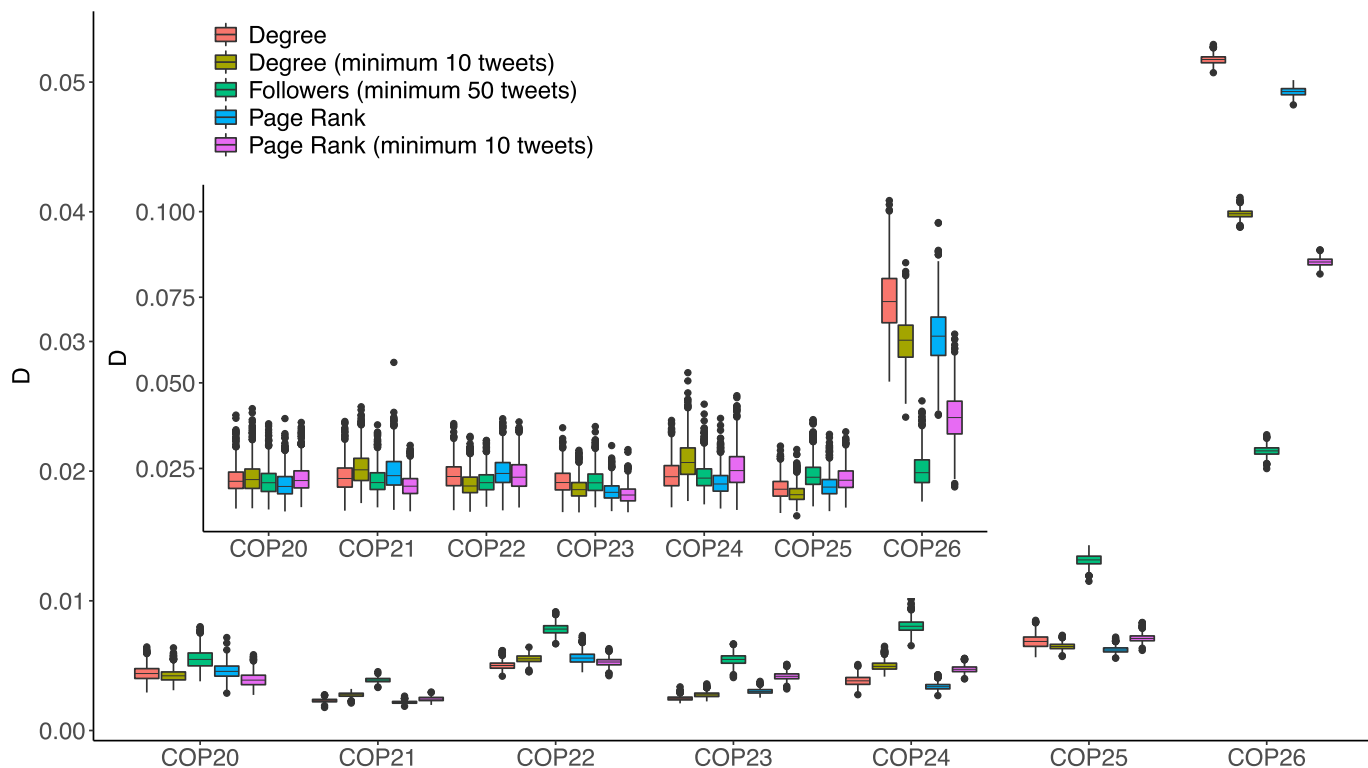 Degree
Degree (minimum 10 tweets)
Followers (minimum 50 tweets)
Page Rank
Page Rank (minimum 10 tweets)
0.05
0.04
0.03
0.02
0.01
0.00
D
0.100
0.075
0.050
0.025
D
COP20 COP21 COP22 COP23 COP24 COP25 COP26
COP20 COP21 COP22 COP23 COP24 COP25 COP26